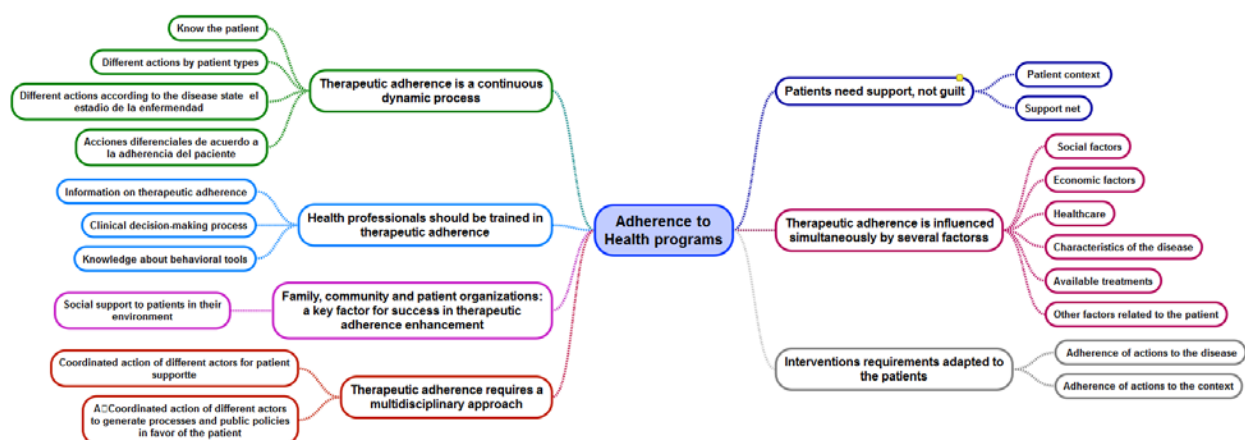 Know the patient
Different actions by patient types
Different actions according to the disease state  el
estadio de la enfermendad
Acciones diferenciales de acuerdo a
la adherencia del paciente
Therapeutic adherence is a continuous
dynamic process
Information on therapeutic adherence
Clinical decision-making process
Knowledge about behavioral tools
Health professionals should be trained in
therapeutic adherence
Social support to patients in their
environment
Family, community and patient organizations:
a key factor for success in therapeutic
adherence enhancement
Coordinated action of different actors for patient
supportte
A□Coordinated action of different actors
to generate processes and public policies
in favor of the patient
Therapeutic adherence requires a
multidisciplinary approach
Adherence to
Health programs
Patients need support, not guilt
Patient context
Support net
Therapeutic adherence is influenced
simultaneously by several factorss
Social factors
Economic factors
Healthcare
Characteristics of the disease
Available treatments
Other factors related to the patient
Interventions requirements adapted to
the patients
Adherence of actions to the disease
Adherence of actions to the context